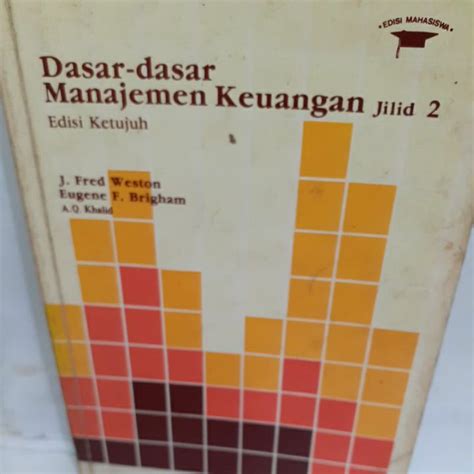 •EDISI MAHASISWA•
Dasar-dasar
Manajemen Keuangan Jilid 2
Edisi Ketujuh
J. Fred Weston
Eugene F. Brigham
A.Q. Khalid